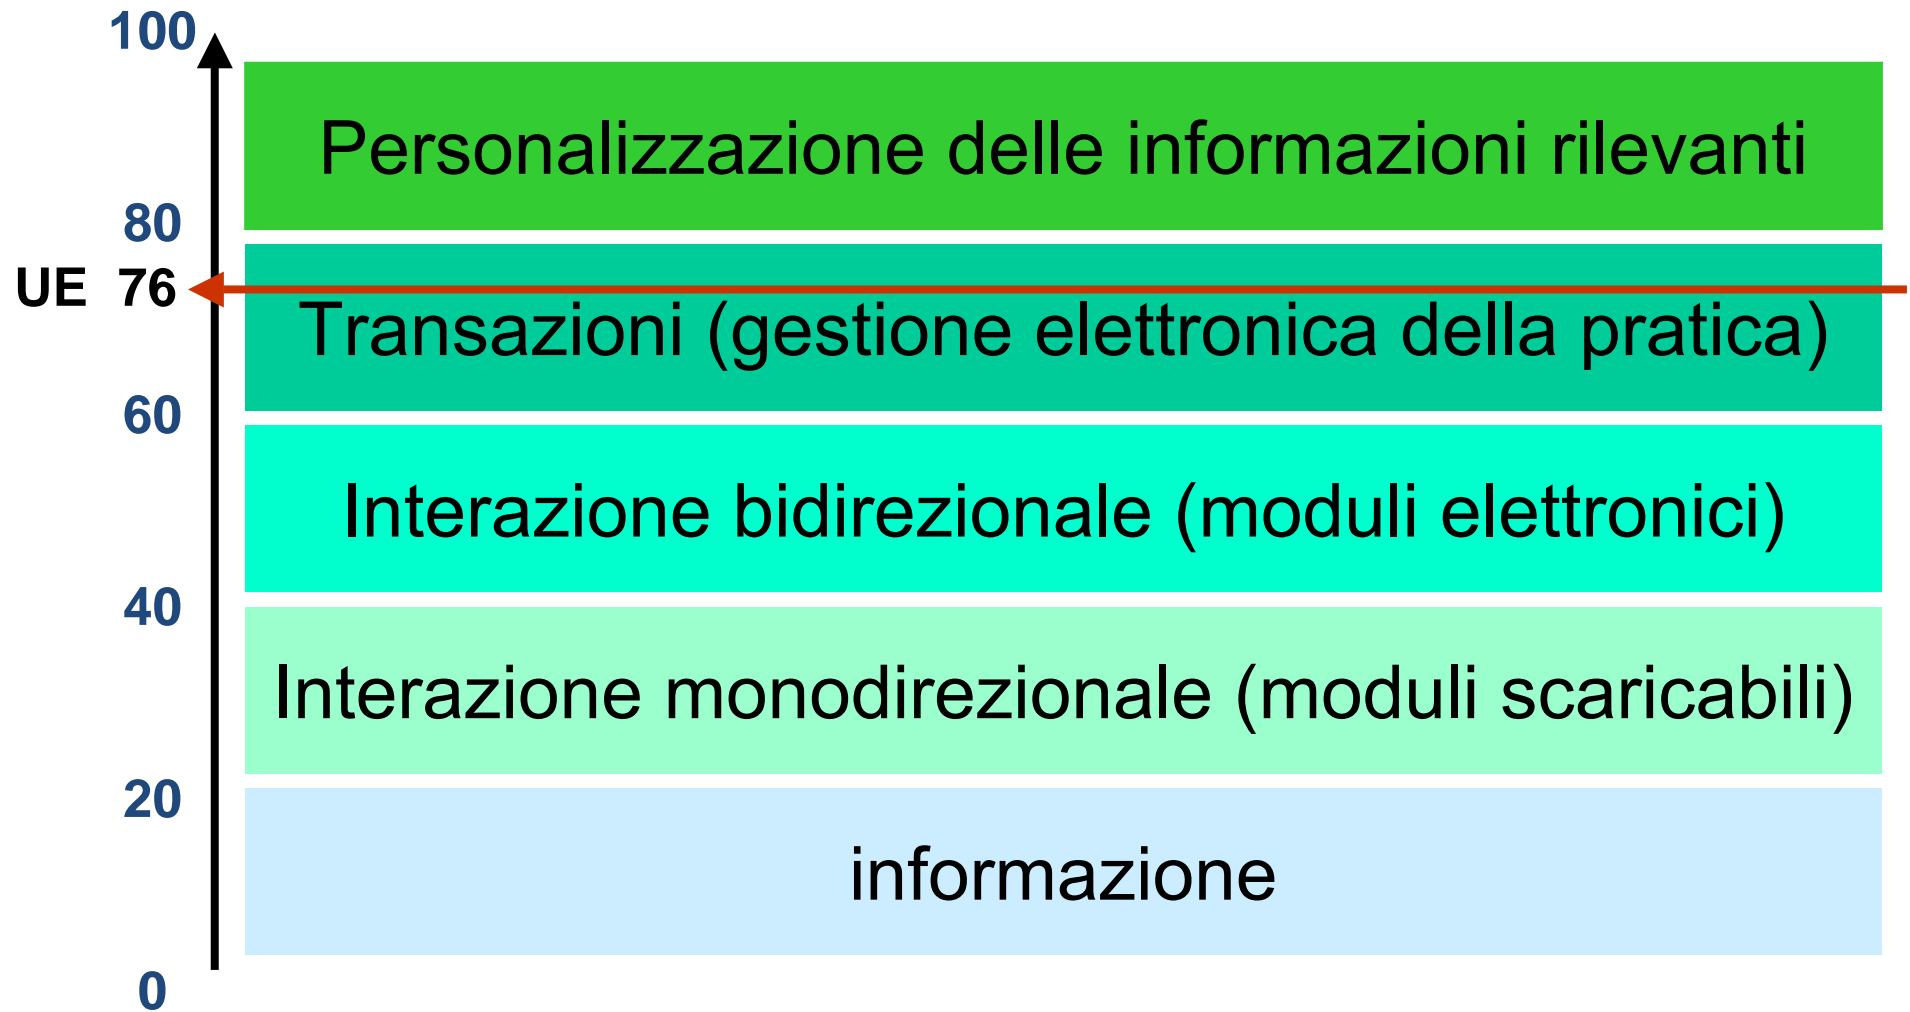 100
Personalizzazione delle informazioni rilevanti
80
UE 76
Transazioni (gestione elettronica della pratica)
60
Interazione bidirezionale (moduli elettronici)
40
Interazione monodirezionale (moduli scaricabili)
20
informazione
0